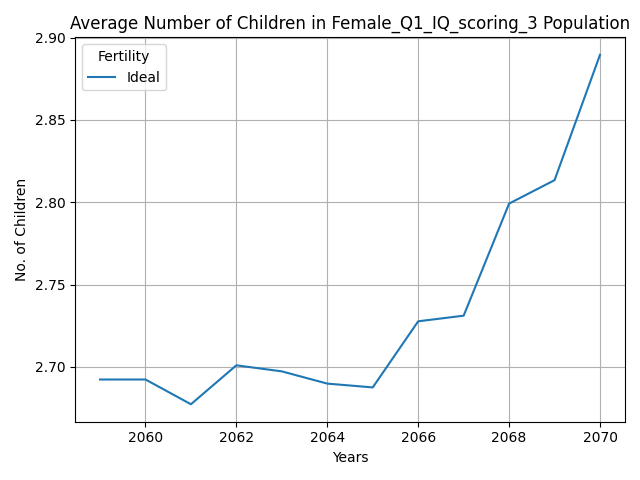 Average Number of Children in Female_Q1_IQ_scoring_3 Population
2.90
2.85
2.80
2.75
2.70
No. of Children
Fertility
Ideal
2060 2062 2064 2066 2068 2070
Years